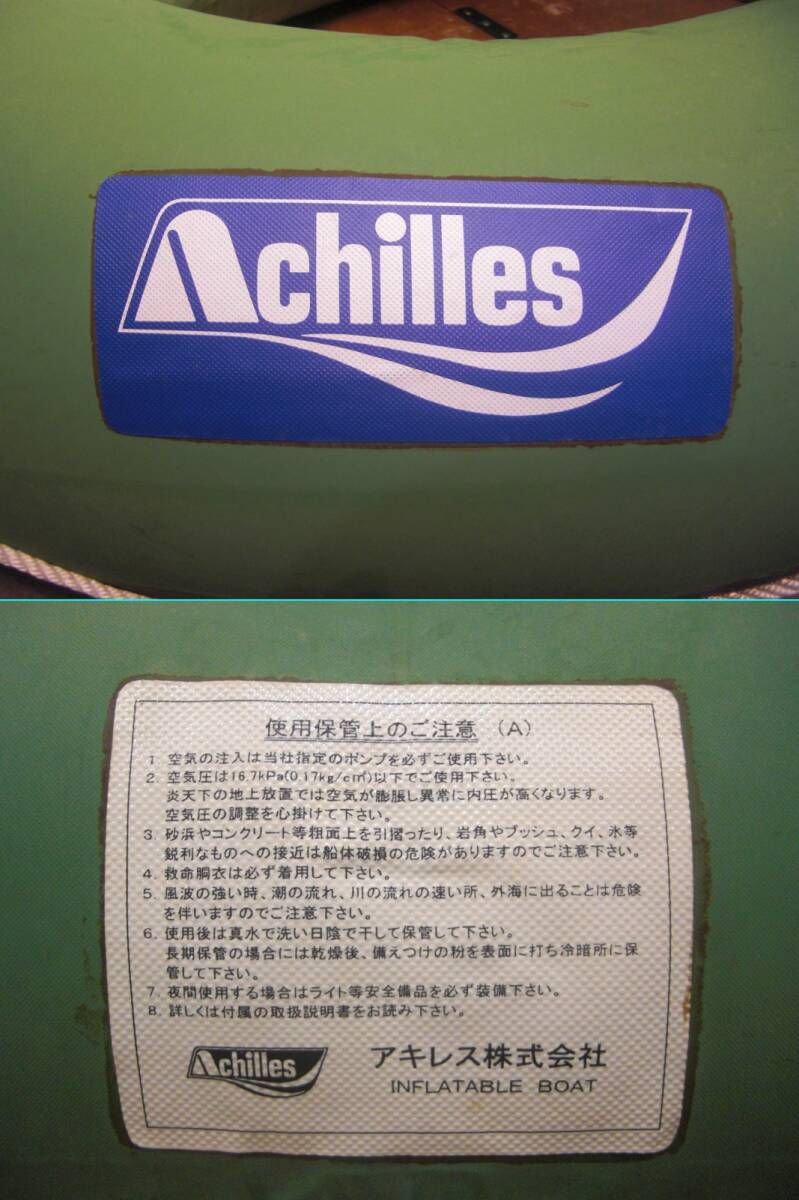 Achilles
使用保管上のご注意 (A)
1. 空気の注入は当社指定のポンプを必ずご使用下さい。
2. 空気圧は16.7kPa(0.17kg/c㎡)以下でご使用下さい。
炎天下の地上放置では空気が膨脹し異常に内圧が高くなります。
空気圧の調整を心掛けて下さい。
3. 砂浜やコンクリート等粗面上を引摺ったり、岩角やブッシュ、クイ、氷等
鋭利なものへの接近は船体破損の危険がありますのでご注意下さい。
4. 救命胴衣は必ず着用して下さい。
5. 風波の強い時、潮の流れ、川の流れの速い所、外海に出ることは危険
を伴いますのでご注意下さい。
6. 使用後は真水で洗い日陰で干して保管して下さい。
長期保管の場合には乾燥後、備えつけの粉を表面に打ち冷暗所に保
管して下さい。
7. 夜間使用する場合はライト等安全備品を必ず装備下さい。
8. 詳しくは付属の取扱説明書をお読み下さい。
Achilles アキレス株式会社
INFLATABLE BOAT